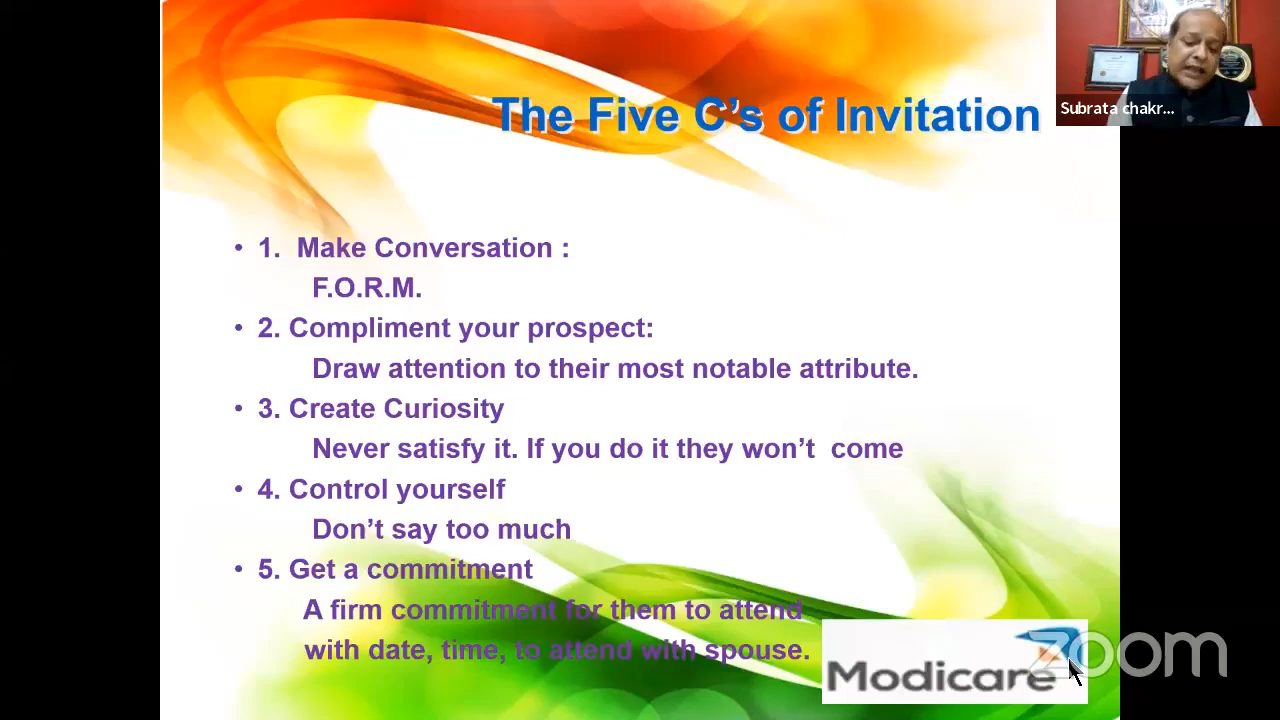 The Five C's of Invitation
Subrata chakr...
• 1. Make Conversation :
F.O.R.M.
• 2. Compliment your prospect:
Draw attention to their most notable attribute.
• 3. Create Curiosity
Never satisfy it. If you do it they won't come
• 4. Control yourself
Don't say too much
• 5. Get a commitment
A firm commitment for them to attend
with date, time, to attend with spouse.
Modicare
zoom